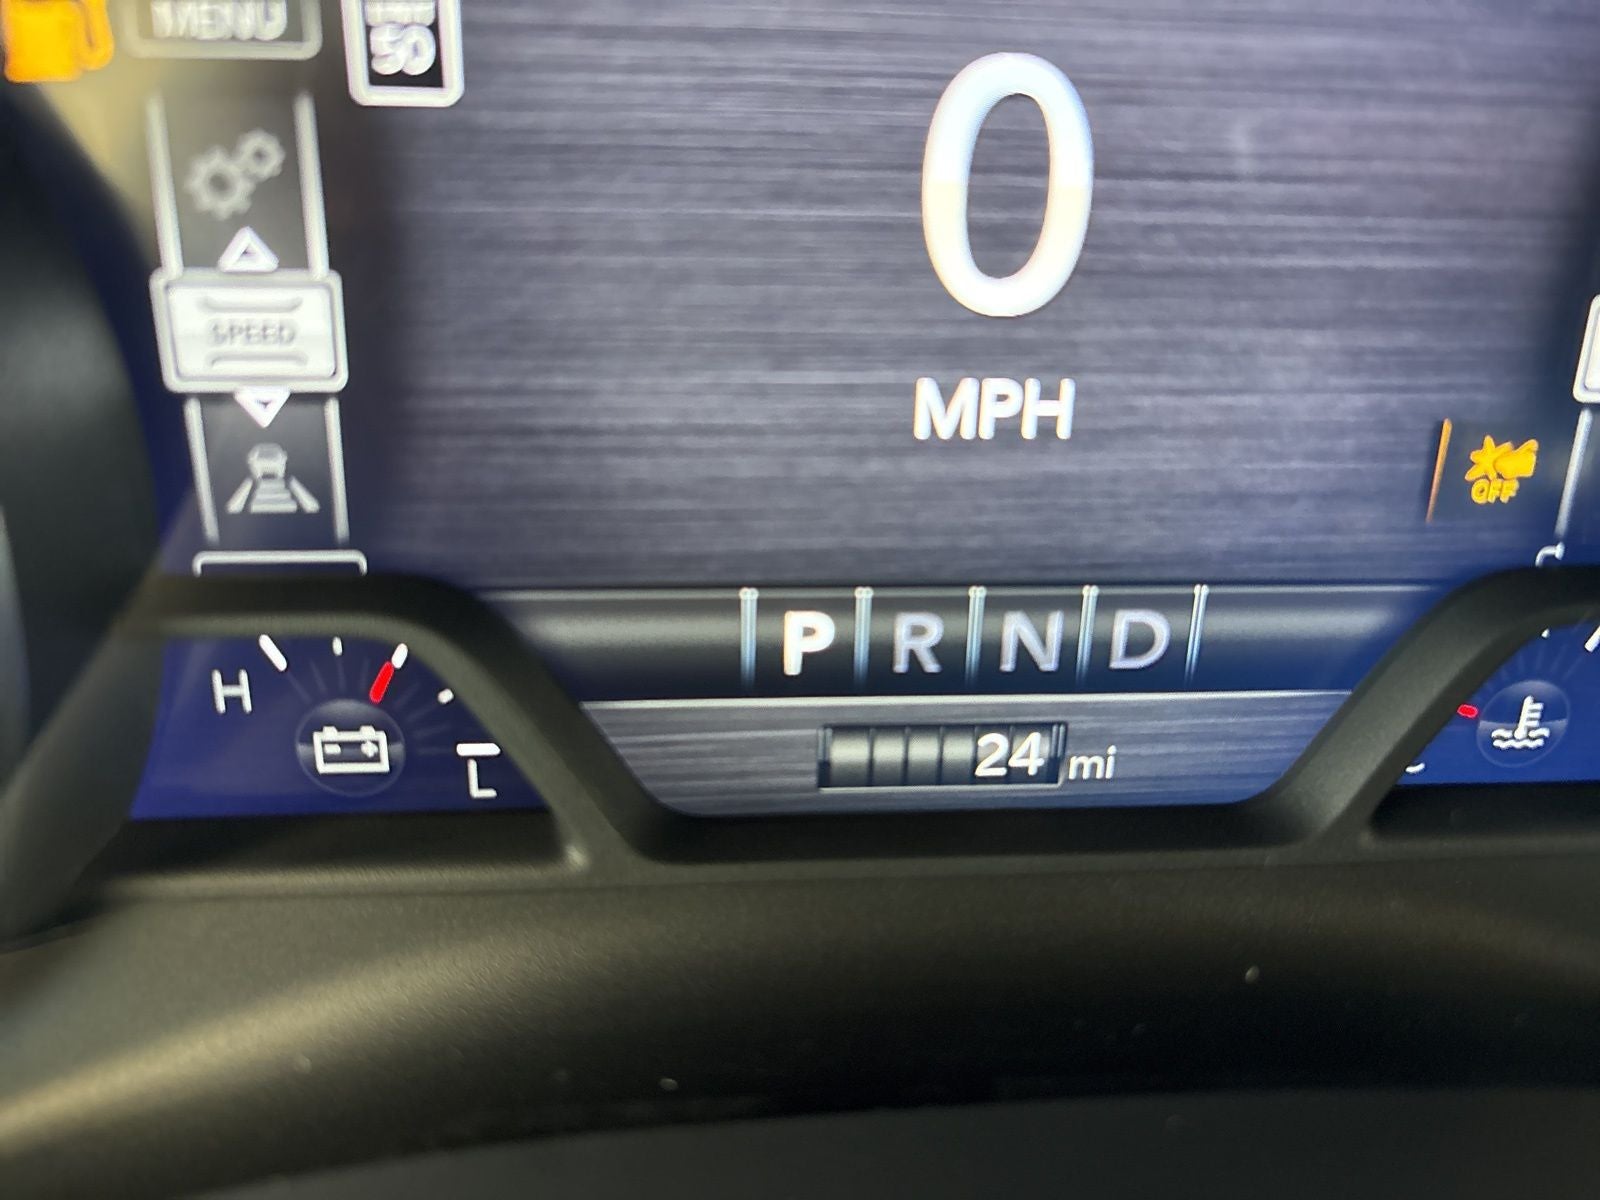 MENU
50
0
SPEED
MPH
OFF
P R N D
H
24 mi
L